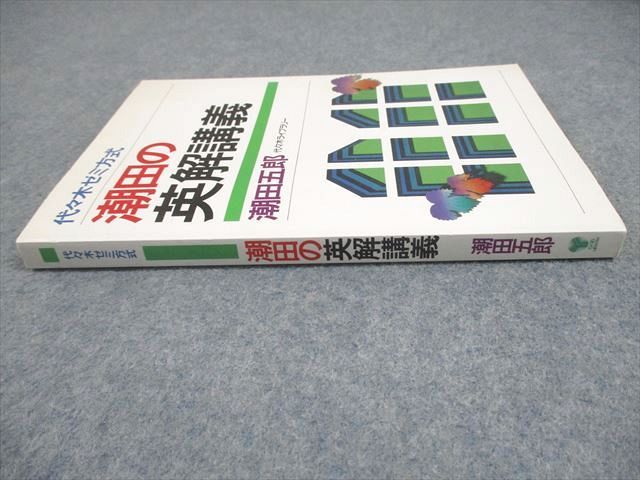 代々木ゼミ方式
潮田の
英解講義
潮田五郎
代々木ライブラリー
代々木ゼミ方式
潮田の英解講義
潮田五郎